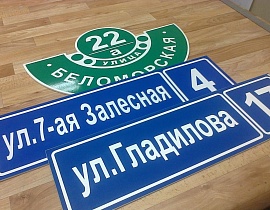 22
а
УЛИЦА
БЕЛОМОРСКАЯ
ул.7-ая Залесная 4
ул.Гладилова 17